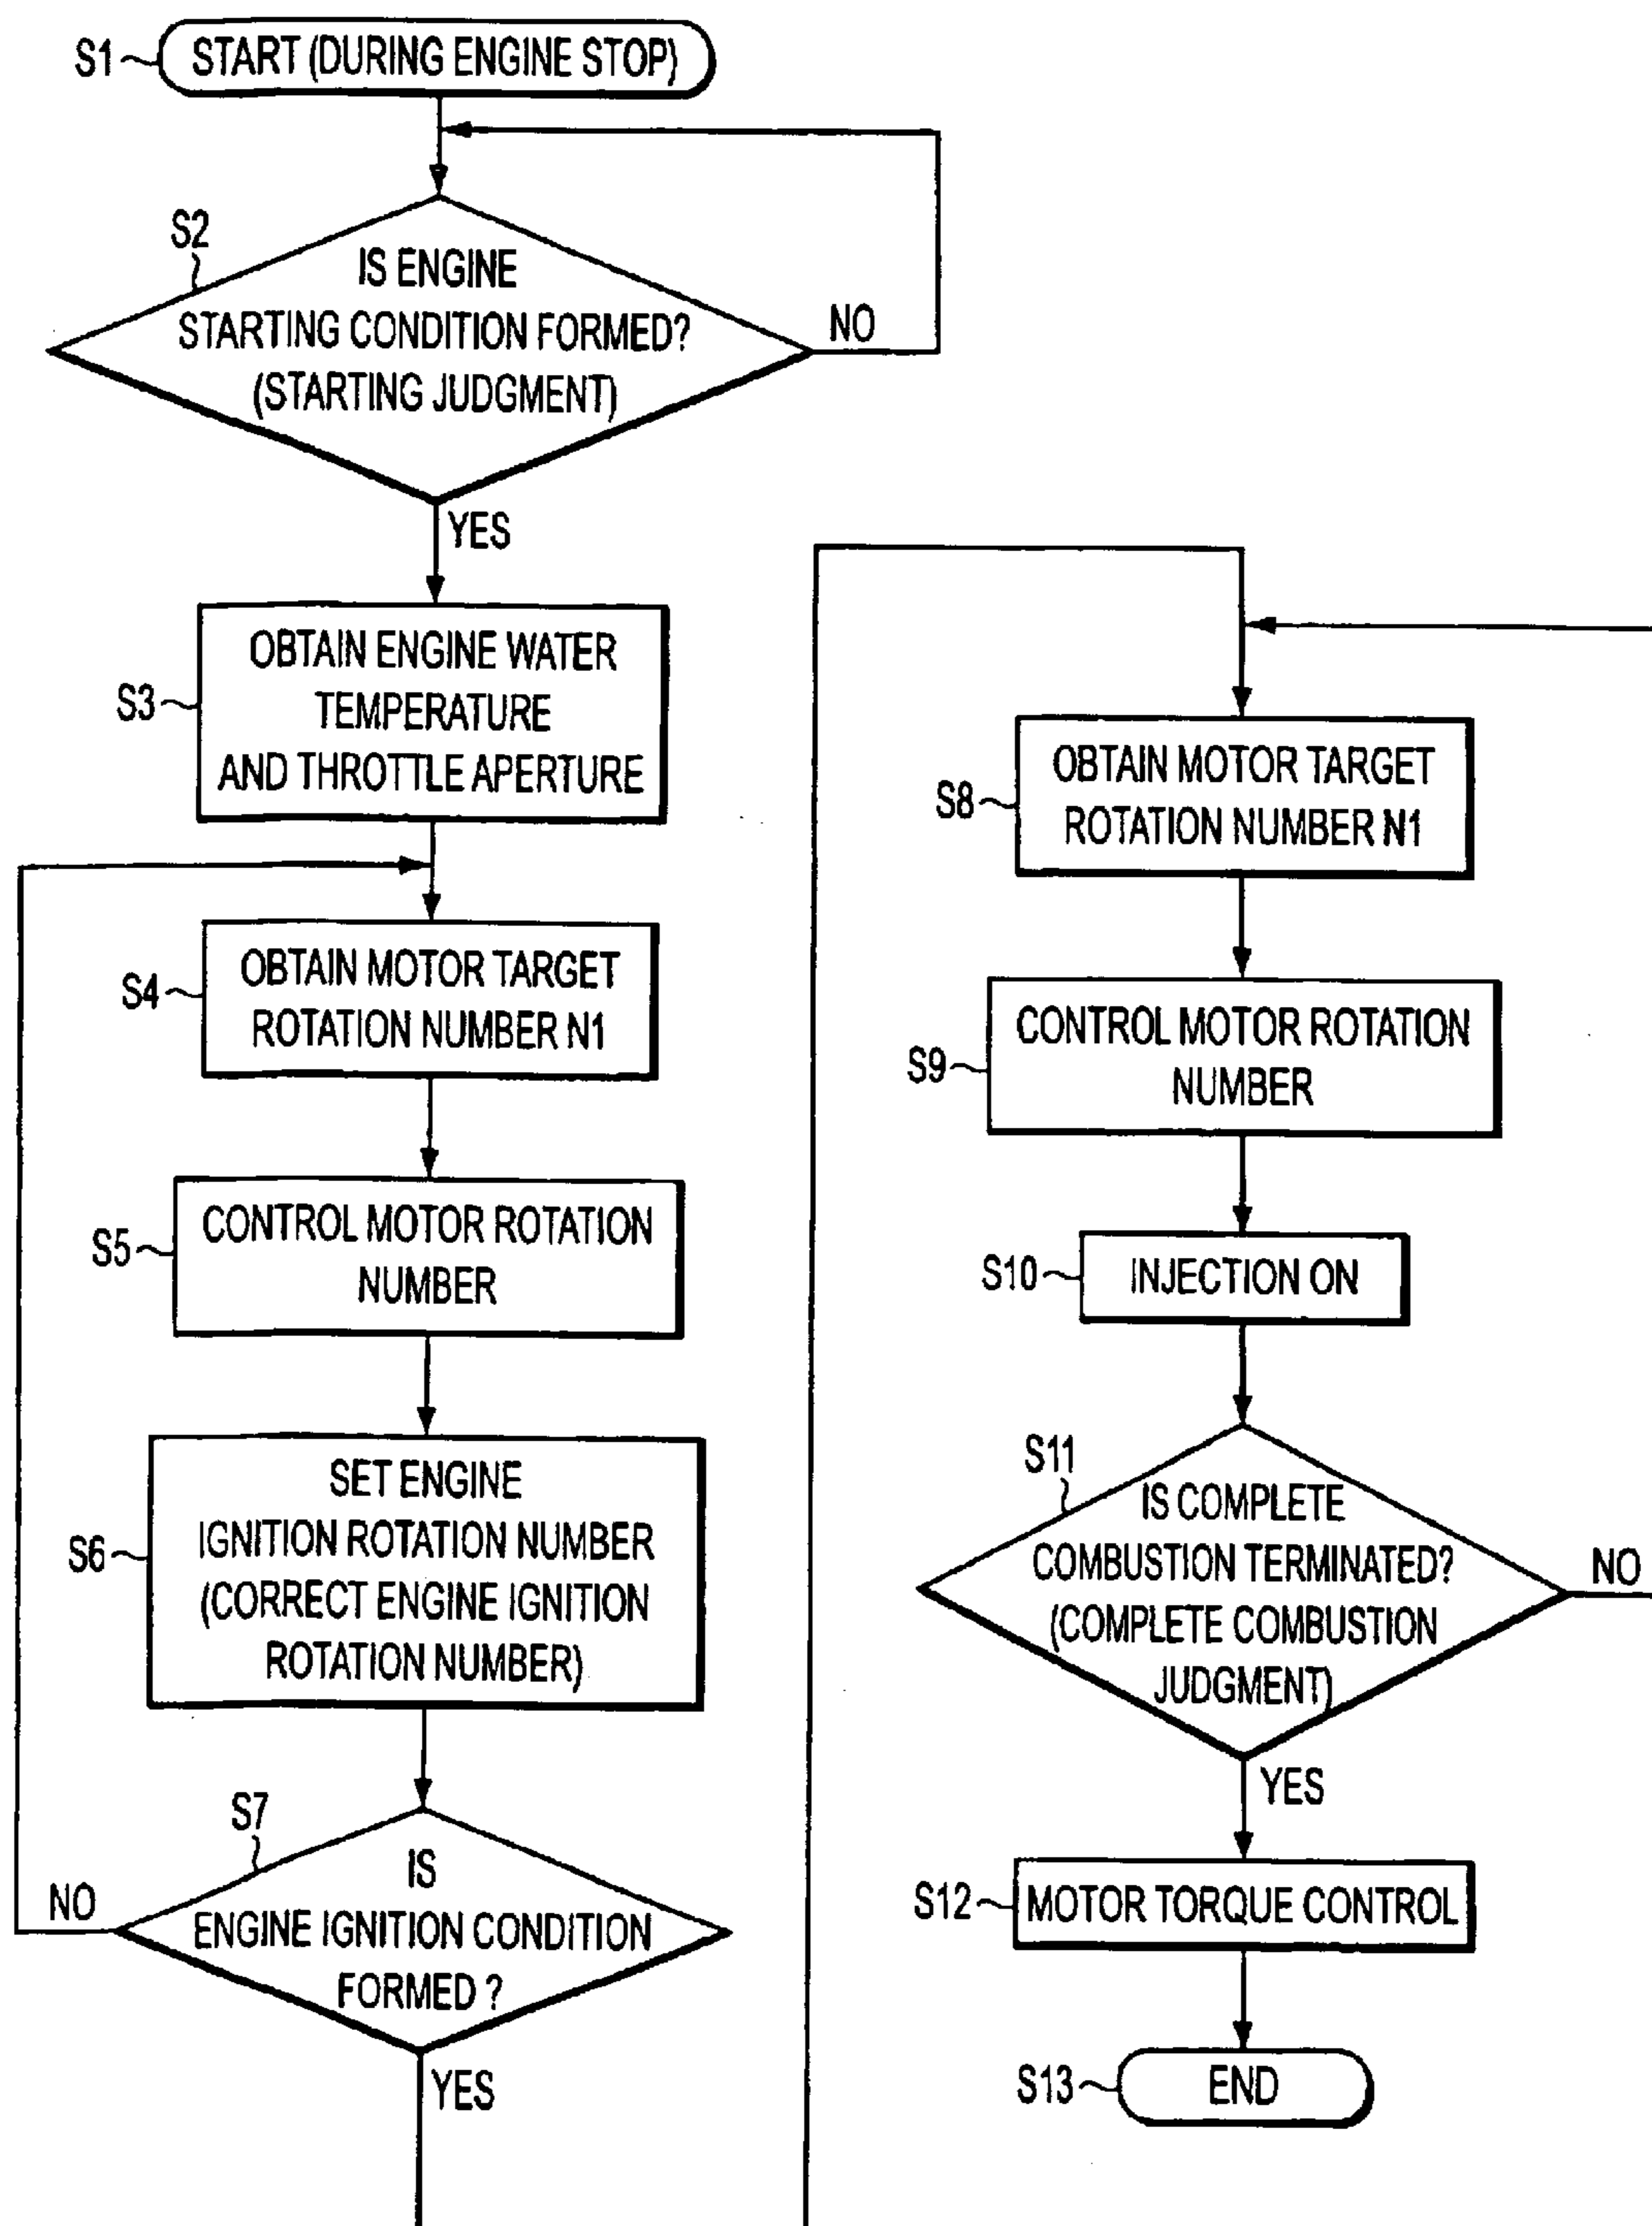 S1
START (DURING ENGINE STOP)
S2
IS ENGINE
STARTING CONDITION FORMED?
(STARTING JUDGMENT)
NO
YES
S3
OBTAIN ENGINE WATER
TEMPERATURE
AND THROTTLE APERTURE
S4
OBTAIN MOTOR TARGET
ROTATION NUMBER N1
S5
CONTROL MOTOR ROTATION
NUMBER
S6
SET ENGINE
IGNITION ROTATION NUMBER
(CORRECT ENGINE IGNITION
ROTATION NUMBER)
S7
IS
ENGINE IGNITION CONDITION
FORMED ?
NO
YES
S8
OBTAIN MOTOR TARGET
ROTATION NUMBER N1
S9
CONTROL MOTOR ROTATION
NUMBER
S10
INJECTION ON
S11
IS COMPLETE
COMBUSTION TERMINATED?
(COMPLETE COMBUSTION
JUDGMENT)
NO
YES
S12
MOTOR TORQUE CONTROL
S13
END